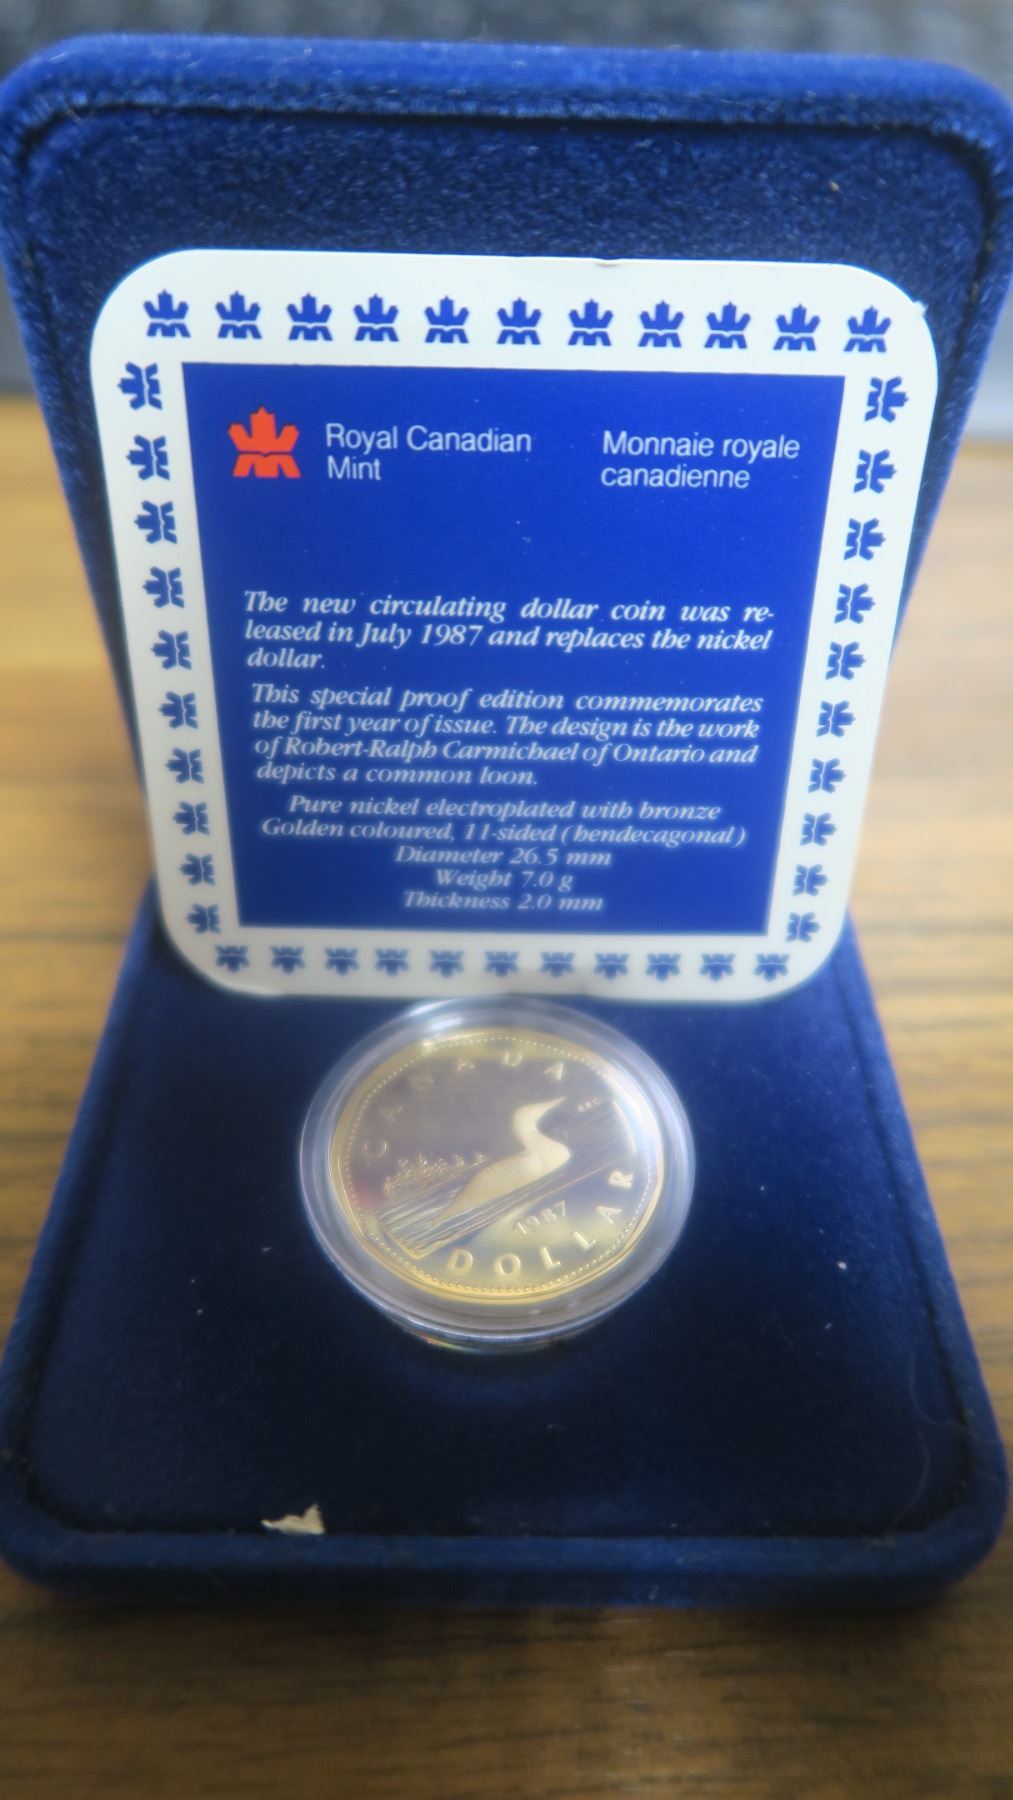 Royal Canadian
Mint
Monnaie royale
canadienne
The new circulating dollar coin was re-
leased in July 1987 and replaces the nickel
dollar.
This special proof edition commemorates
the first year of issue. The design is the work
of Robert-Ralph Carmichael of Ontario and
depicts a common loon.
Pure nickel electroplated with bronze
Golden coloured, 11-sided (hendecagonal)
Diameter 26.5 mm
Weight 7.0 g
Thickness 2.0 mm
CANADA
RRC
1987
DOLLAR